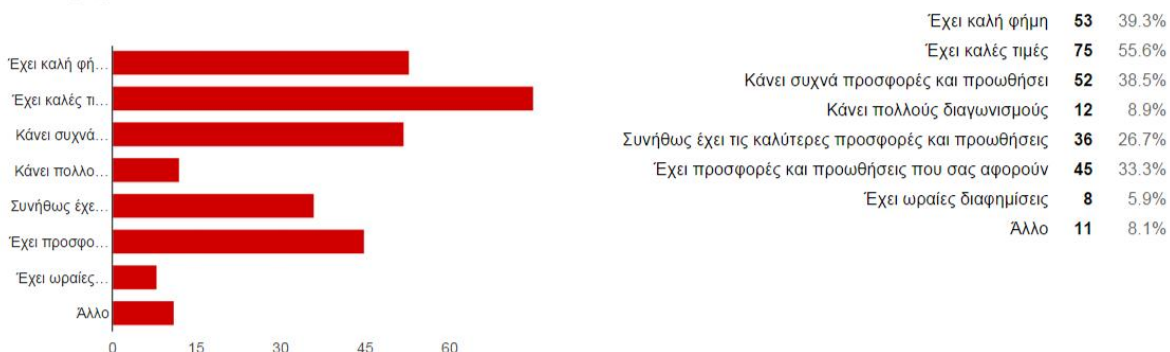 Έχει καλή φή...
Έχει καλές τι...
Κάνει συχνά...
Κάνει πολλο...
Συνήθως έχε...
Έχει προσφο...
Έχει ωραίες...
Άλλο
0 15 30 45 60
Έχει καλή φήμη 53 39.3%
Έχει καλές τιμές 75 55.6%
Κάνει συχνά προσφορές και προωθήσει 52 38.5%
Κάνει πολλούς διαγωνισμούς 12 8.9%
Συνήθως έχει τις καλύτερες προσφορές και προωθήσεις 36 26.7%
Έχει προσφορές και προωθήσεις που σας αφορούν 45 33.3%
Έχει ωραίες διαφημίσεις 8 5.9%
Άλλο 11 8.1%